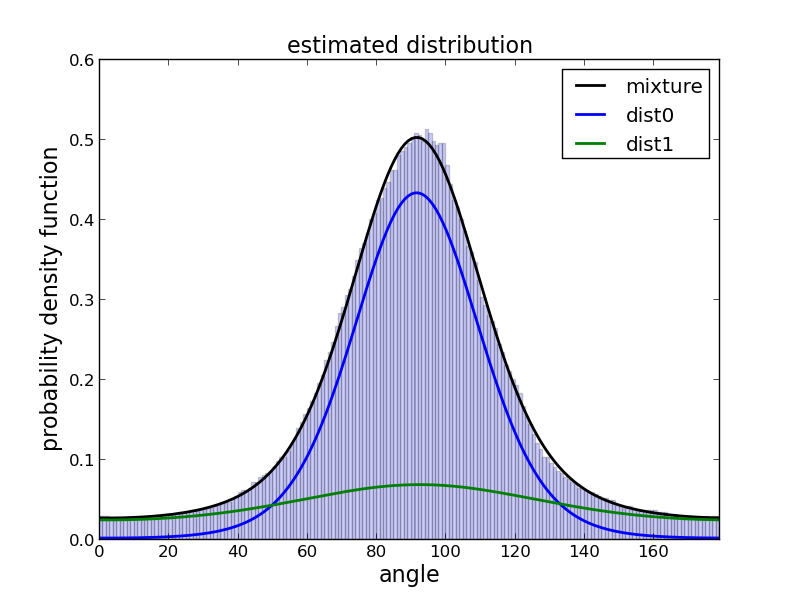 estimated distribution
mixture
dist0
dist1
probability density function
0.6
0.5
0.4
0.3
0.2
0.1
0.0
0 20 40 60 80 100 120 140 160
angle